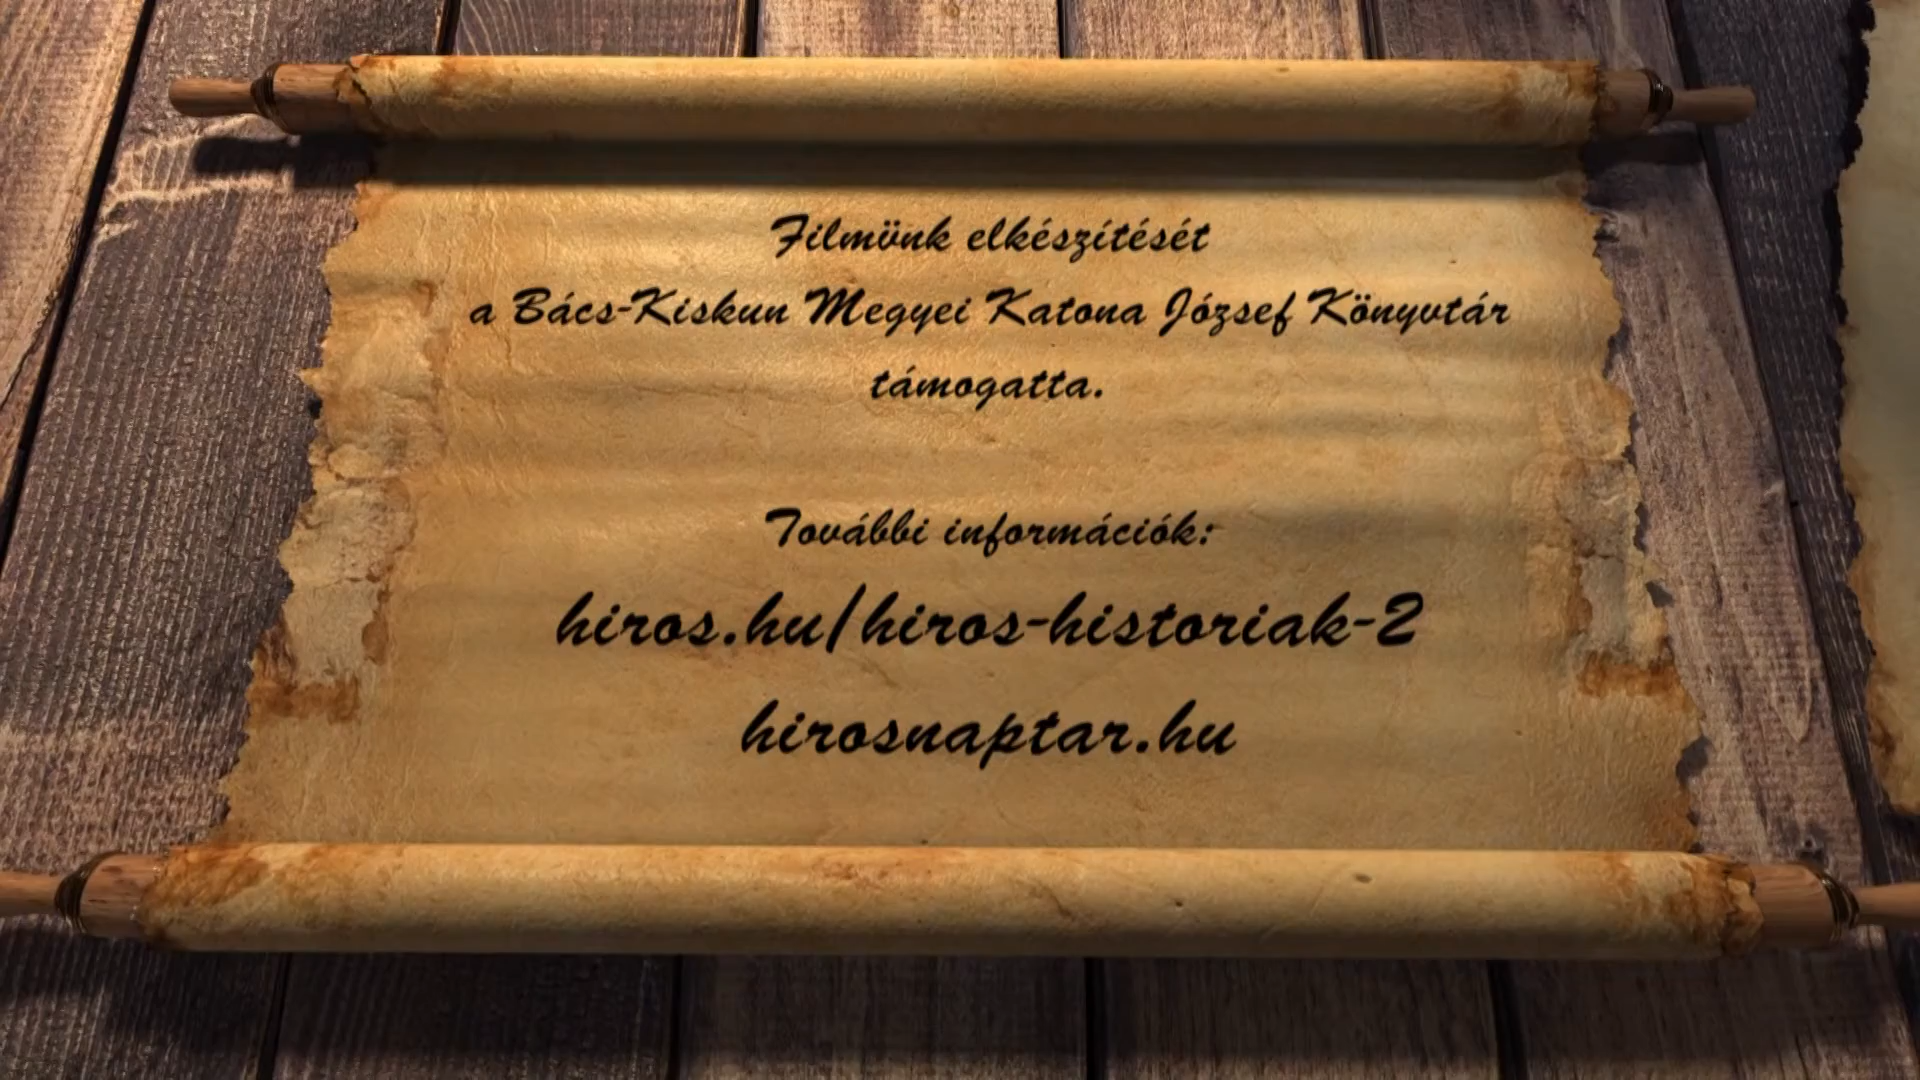 Filmünk elkészítését
a Bács-Kiskun Megyei Katona József Könyvtár
támogatta.
További információk:
hiros.hu/hiros-historiak-2
hirosnaptar.hu